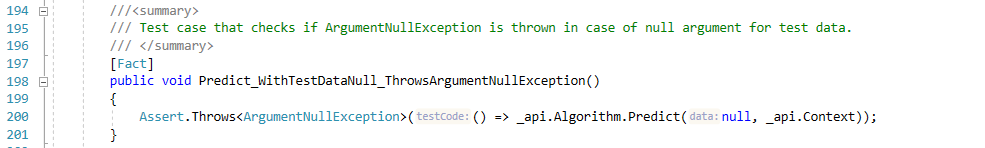 194 ///<summary>
195 /// Test case that checks if ArgumentNullException is thrown in case of null argument for test data.
196 /// </summary>
197 [Fact]
198 public void Predict_WithTestDataNull_ThrowsArgumentNullException()
199 {
200 Assert.Throws<ArgumentNullException>(testCode: () => _api.Algorithm.Predict(data: null, _api.Context));
201 }